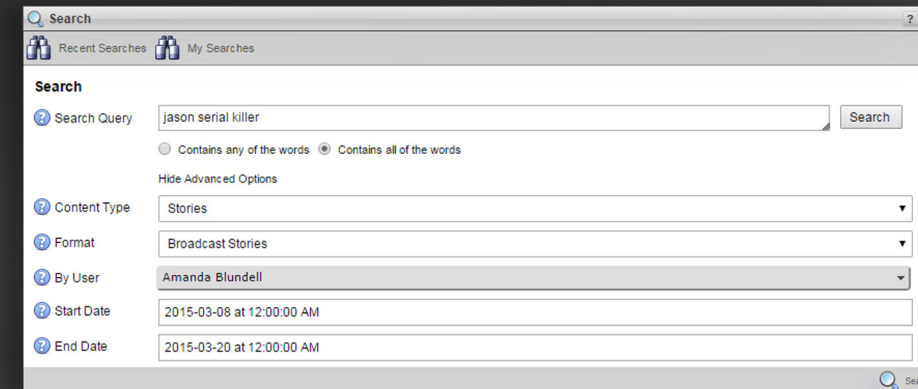 Search ?
Recent Searches My Searches
Search
? Search Query jason serial killer Search
Contains any of the words Contains all of the words
Hide Advanced Options
? Content Type Stories
? Format Broadcast Stories
? By User Amanda Blundell
? Start Date 2015-03-08 at 12:00:00 AM
? End Date 2015-03-20 at 12:00:00 AM